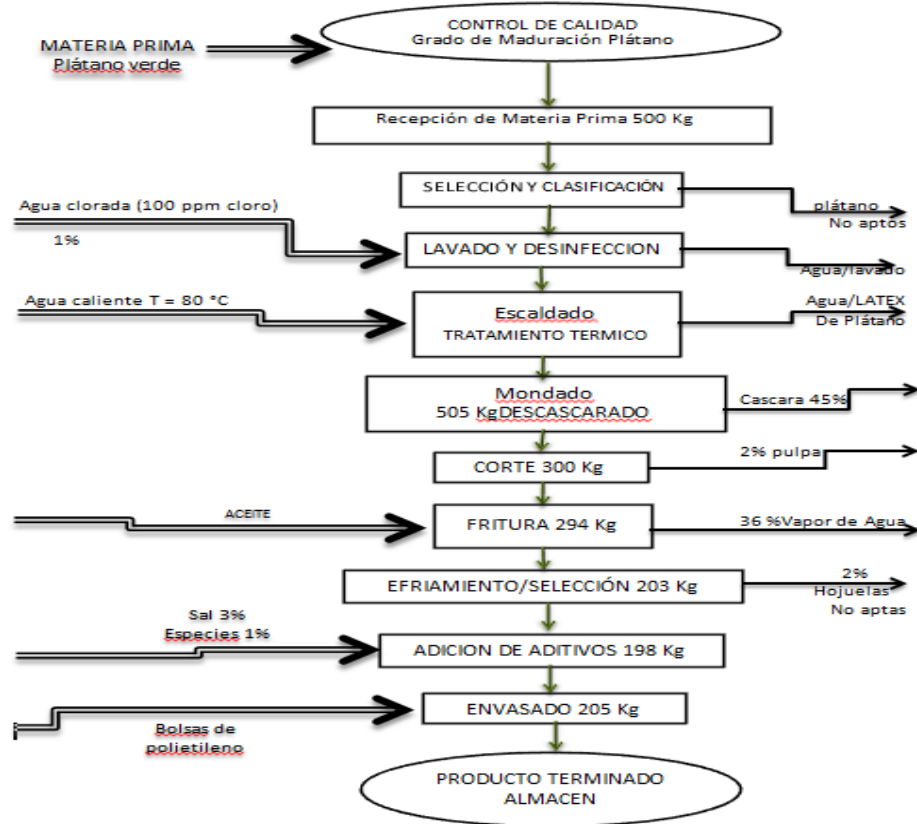 CONTROL DE CALIDAD
Grado de Maduración Plátano
MATERIA PRIMA
Plátano verde
Recepción de Materia Prima 500 Kg
SELECCIÓN Y CLASIFICACIÓN
plátano
No aptos
Agua clorada (100 ppm cloro)
1%
LAVADO Y DESINFECCION
Agua/lavado
Agua caliente T = 80 °C
Escaldado
TRATAMIENTO TERMICO
Agua/LATEX
De Plátano
Mondado
505 KgDESCASCARADO
Cascara 45%
CORTE 300 Kg
2% pulpa
ACEITE
FRITURA 294 Kg
36 %Vapor de Agua
EFRIAMIENTO/SELECCIÓN 203 Kg
2%
Hojuelas
No aptas
Sal 3%
Especies 1%
ADICION DE ADITIVOS 198 Kg
ENVASADO 205 Kg
Bolsas de
polietileno
PRODUCTO TERMINADO
ALMACEN